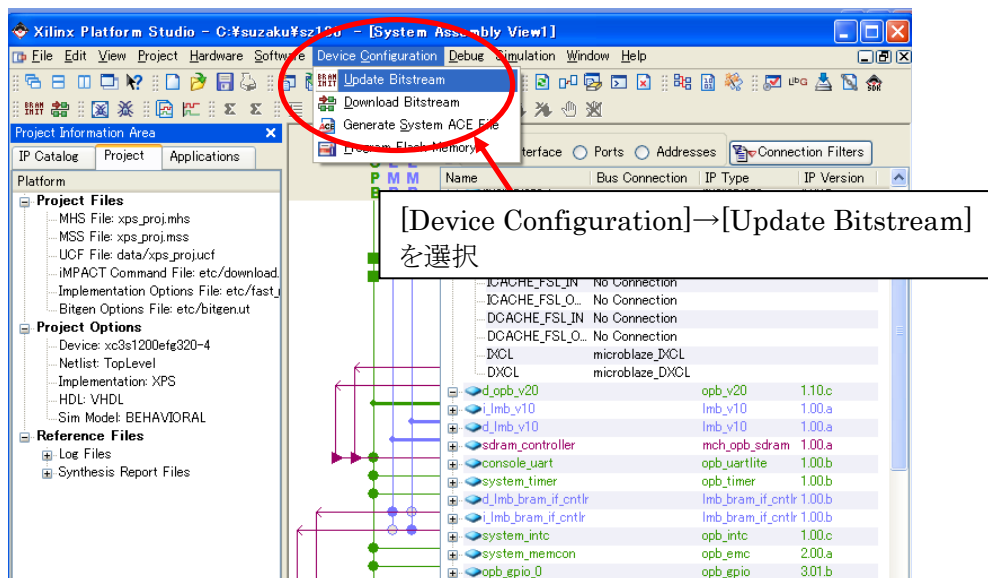 Xilinx Platform Studio - C:¥suzaku¥sz130 - [System Assembly View1]
File Edit View Project Hardware Software Device Configuration Debug Simulation Window Help
Update Bitstream
Download Bitstream
Generate System ACE File
Program Flash Memory
Project Information Area
IP Catalog Project Applications
Platform
Project Files
MHS File: xps_proj.mhs
MSS File: xps_proj.mss
UCF File: data/xps_proj.ucf
iMPACT Command File: etc/download.
Implementation Options File: etc/fast_
Bitgen Options File: etc/bitgen.ut
Project Options
Device: xc3s1200efg320-4
Netlist: TopLevel
Implementation: XPS
HDL: VHDL
Sim Model: BEHAVIORAL
Reference Files
Log Files
Synthesis Report Files
Ports Addresses Connection Filters
P M M
Name Bus Connection IP Type IP Version
[Device Configuration]→[Update Bitstream]
を選択
ICACHE_FSL_IN No Connection
ICACHE_FSL_O... No Connection
DCACHE_FSL_IN No Connection
DCACHE_FSL_O... No Connection
IXCL microblaze_IXCL
DXCL microblaze_DXCL
d_opb_v20 opb_v20 1.10.c
i_lmb_v10 lmb_v10 1.00.a
d_lmb_v10 lmb_v10 1.00.a
sdram_controller mch_opb_sdram 1.00.a
console_uart opb_uartlite 1.00.b
system_timer opb_timer 1.00.b
d_lmb_bram_if_cntlr lmb_bram_if_cntlr 1.00.b
i_lmb_bram_if_cntlr lmb_bram_if_cntlr 1.00.b
system_intc opb_intc 1.00.c
system_memcon opb_emc 2.00.a
opb_gpio_0 opb_gpio 3.01.b